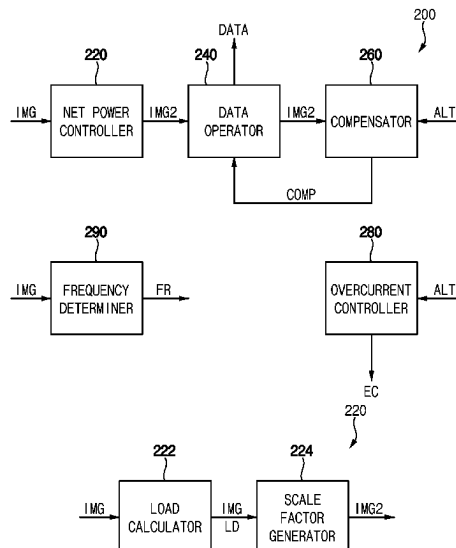 DATA
200
220
240
260
IMG
NET POWER
CONTROLLER
IMG2
DATA
OPERATOR
IMG2
COMPENSATOR
ALT
COMP
290
280
IMG
FREQUENCY
DETERMINER
FR
OVERCURRENT
CONTROLLER
ALT
EC
220
222
224
IMG
LOAD
CALCULATOR
IMG
LD
SCALE
FACTOR
GENERATOR
IMG2